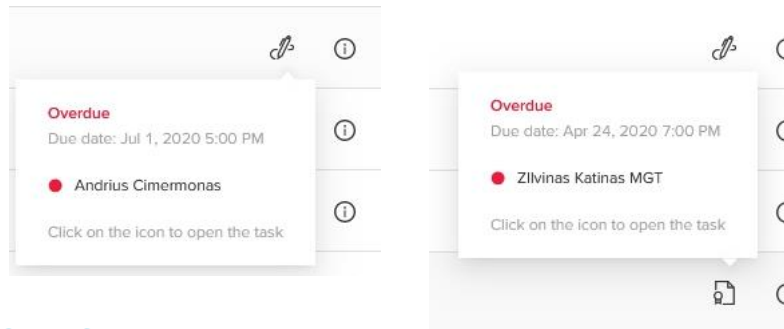 Overdue
Due date: Jul 1, 2020 5:00 PM
Andrius Cimermonas
Click on the icon to open the task
Overdue
Due date: Apr 24, 2020 7:00 PM
ZIlvinas Katinas MGT
Click on the icon to open the task